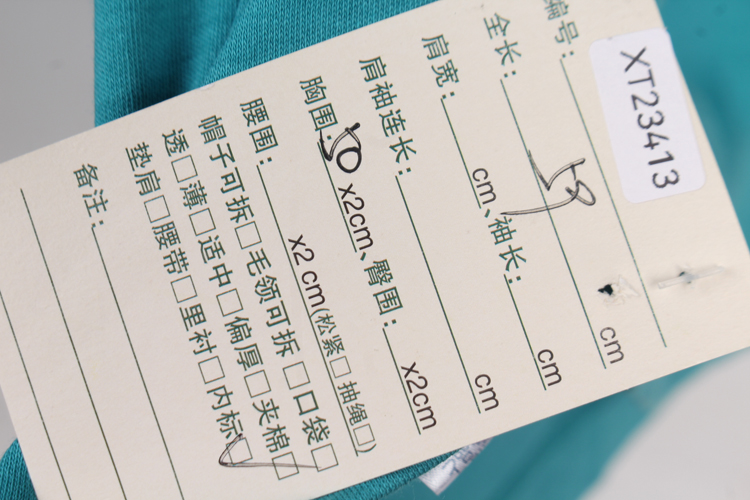 编号: XT23413
全长: 58 cm
肩宽: cm、袖长: cm
肩袖连长: cm
胸围: 50 x2cm、臀围: x2cm
腰围: x2 cm(松紧□ 抽绳□)
帽子可拆□ 毛领可拆□ 口袋□
透□ 薄□ 适中□ 偏厚□ 夹棉□
垫肩□ 腰带□ 里衬□ 内标☑
备注: